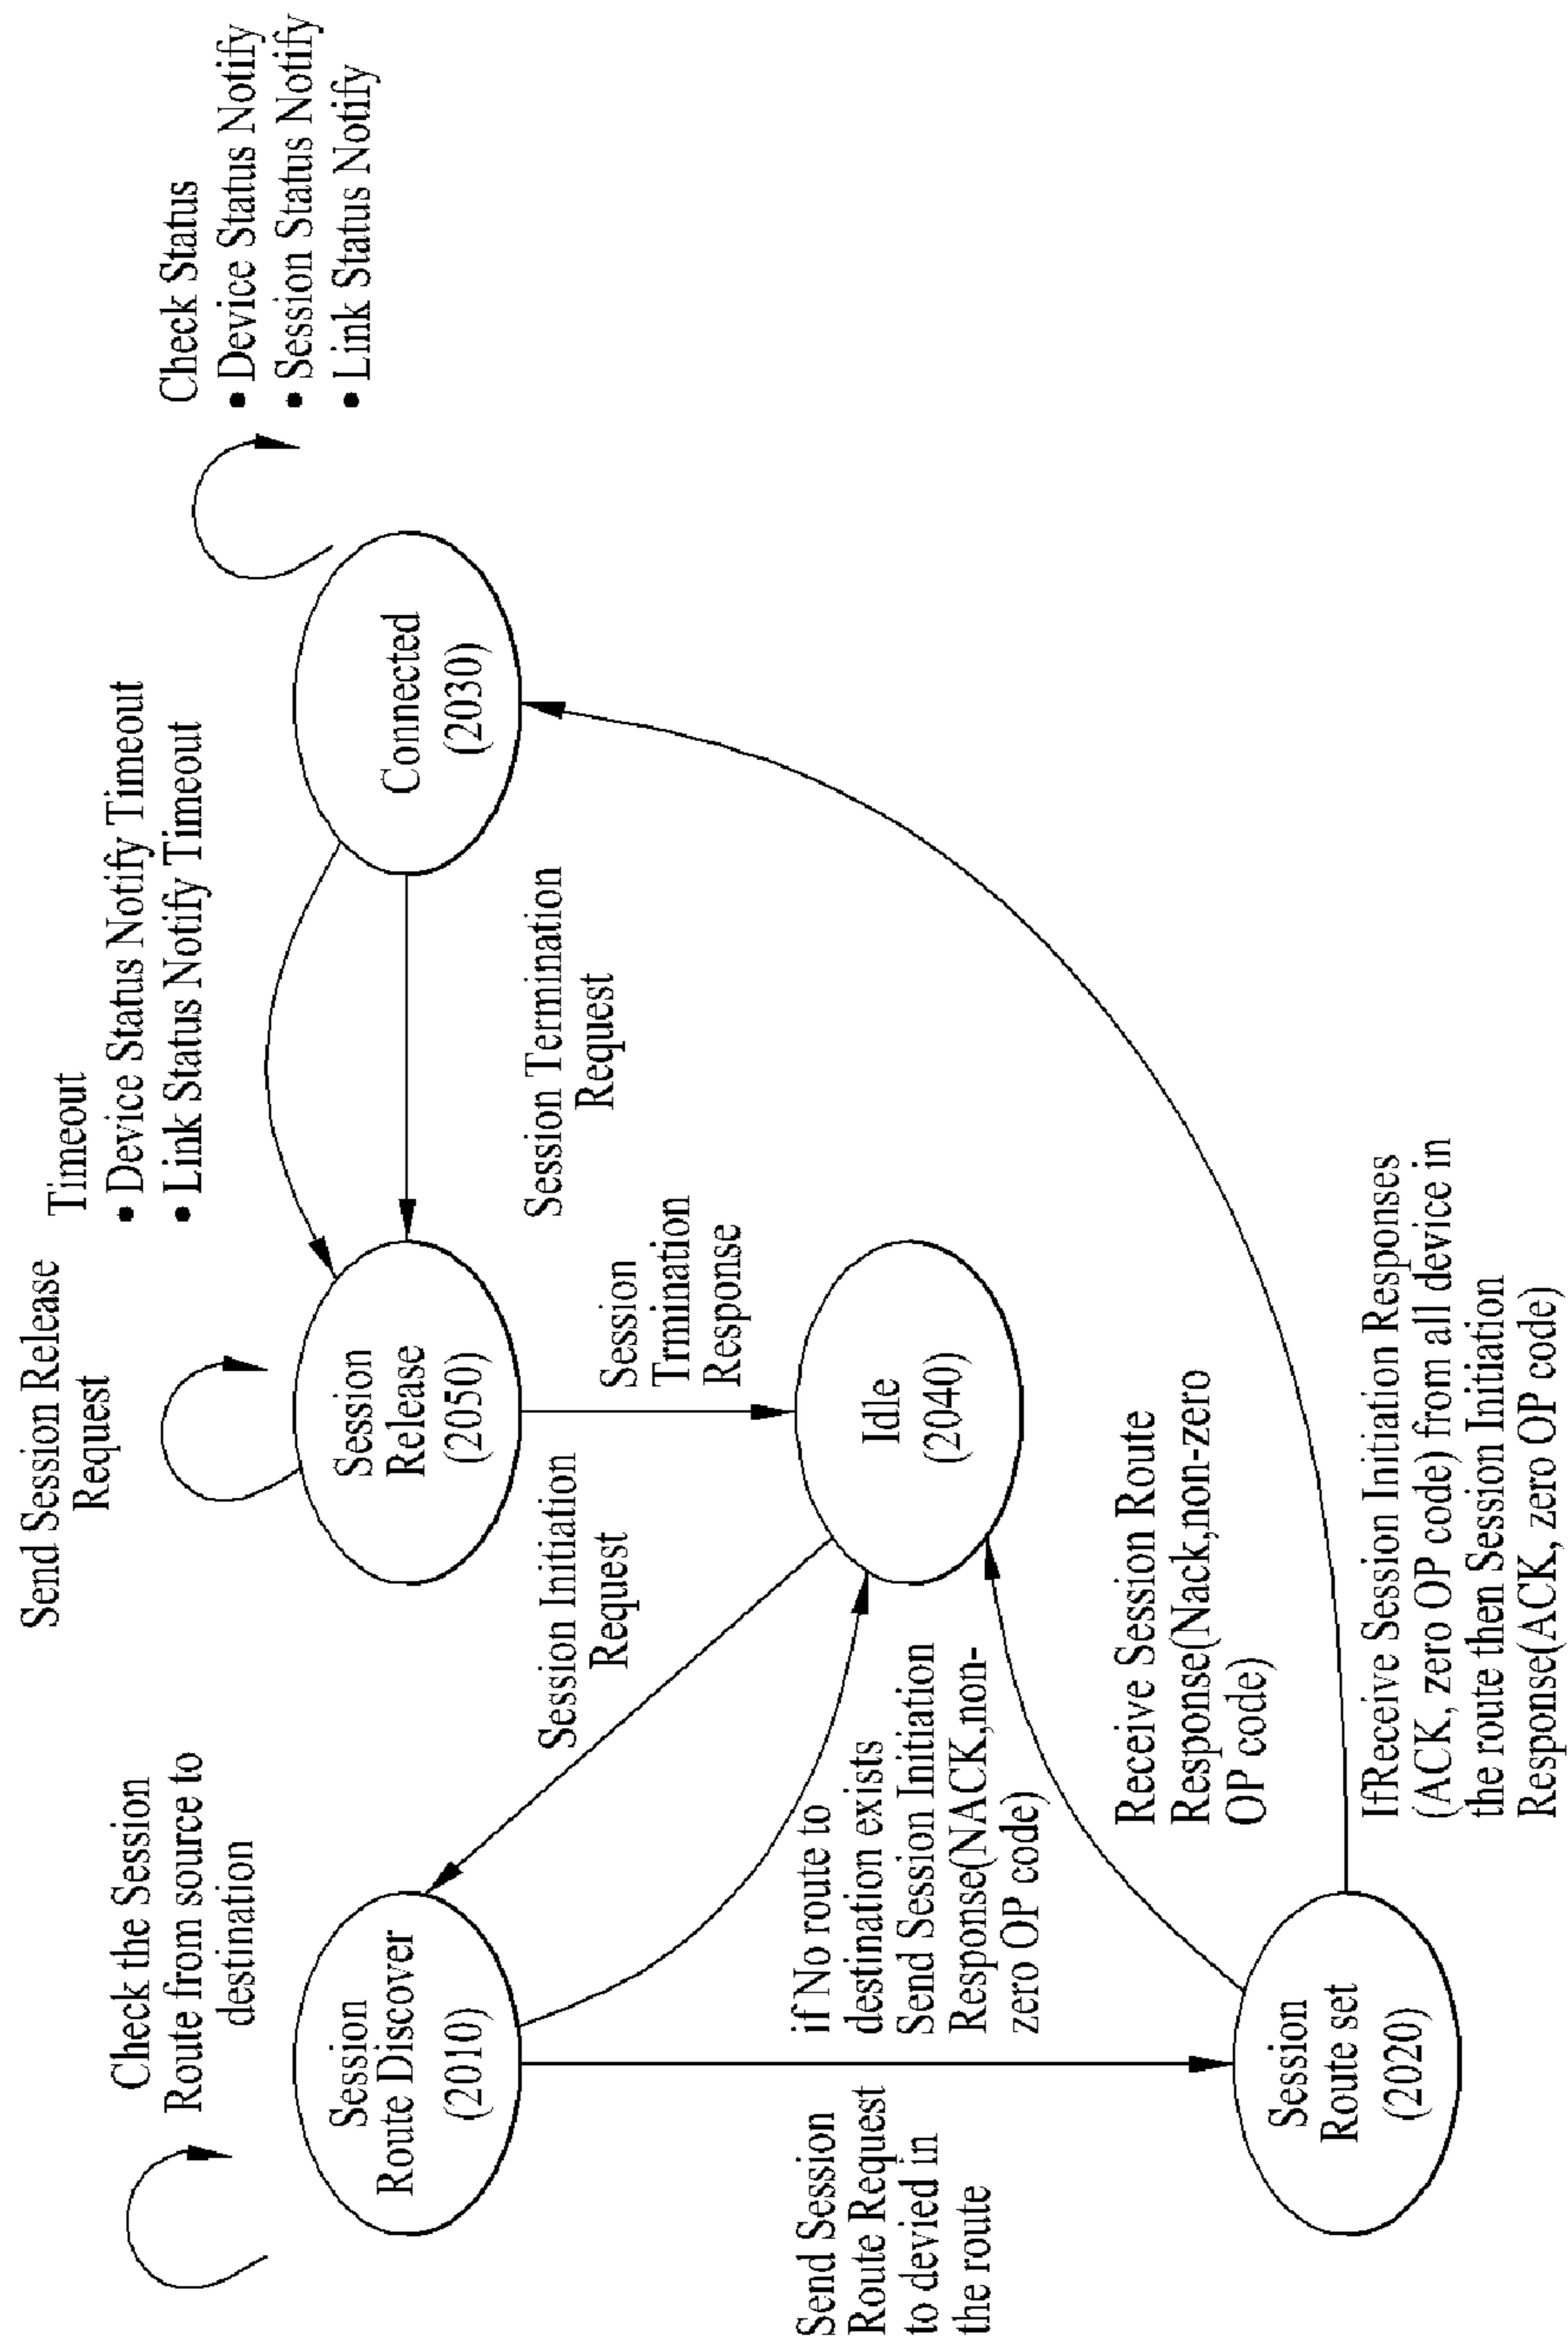 Check the Session
Route from source to
destination
Session
Route Discover
(2010)
Send Session Release
Request
Session
Release
(2050)
Timeout
• Device Status Notify Timeout
• Link Status Notify Timeout
Connected
(2030)
Check Status
• Device Status Notify
• Session Status Notify
• Link Status Notify
Session Initiation
Request
Session
Trmination
Response
Session Termination
Request
Idle
(2040)
if No route to
destination exists
Send Session Initiation
Response(NACK,non-
zero OP code)
Send Session
Route Request
to devied in
the route
Receive Session Route
Response(Nack,non-zero
OP code)
Session
Route set
(2020)
IfReceive Session Initiation Responses
(ACK, zero OP code) from all device in
the route then Session Initiation
Response(ACK, zero OP code)